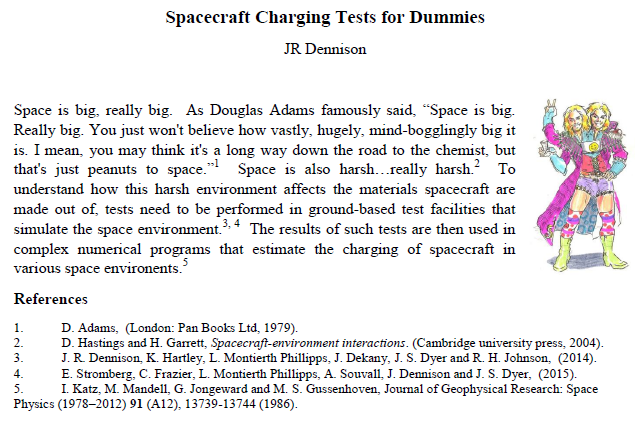 Spacecraft Charging Tests for Dummies
JR Dennison
Space is big, really big. As Douglas Adams famously said, “Space is big.
Really big. You just won't believe how vastly, hugely, mind-bogglingly big it
is. I mean, you may think it's a long way down the road to the chemist, but
that's just peanuts to space.”1 Space is also harsh…really harsh.2 To
understand how this harsh environment affects the materials spacecraft are
made out of, tests need to be performed in ground-based test facilities that
simulate the space environment.3, 4 The results of such tests are then used in
complex numerical programs that estimate the charging of spacecraft in
various space environents.5
References
1. D. Adams, (London: Pan Books Ltd, 1979).
2. D. Hastings and H. Garrett, Spacecraft-environment interactions. (Cambridge university press, 2004).
3. J. R. Dennison, K. Hartley, L. Montierth Phillipps, J. Dekany, J. S. Dyer and R. H. Johnson, (2014).
4. E. Stromberg, C. Frazier, L. Montierth Phillipps, A. Souvall, J. Dennison and J. S. Dyer, (2015).
5. I. Katz, M. Mandell, G. Jongeward and M. S. Gussenhoven, Journal of Geophysical Research: Space
Physics (1978–2012) 91 (A12), 13739-13744 (1986).